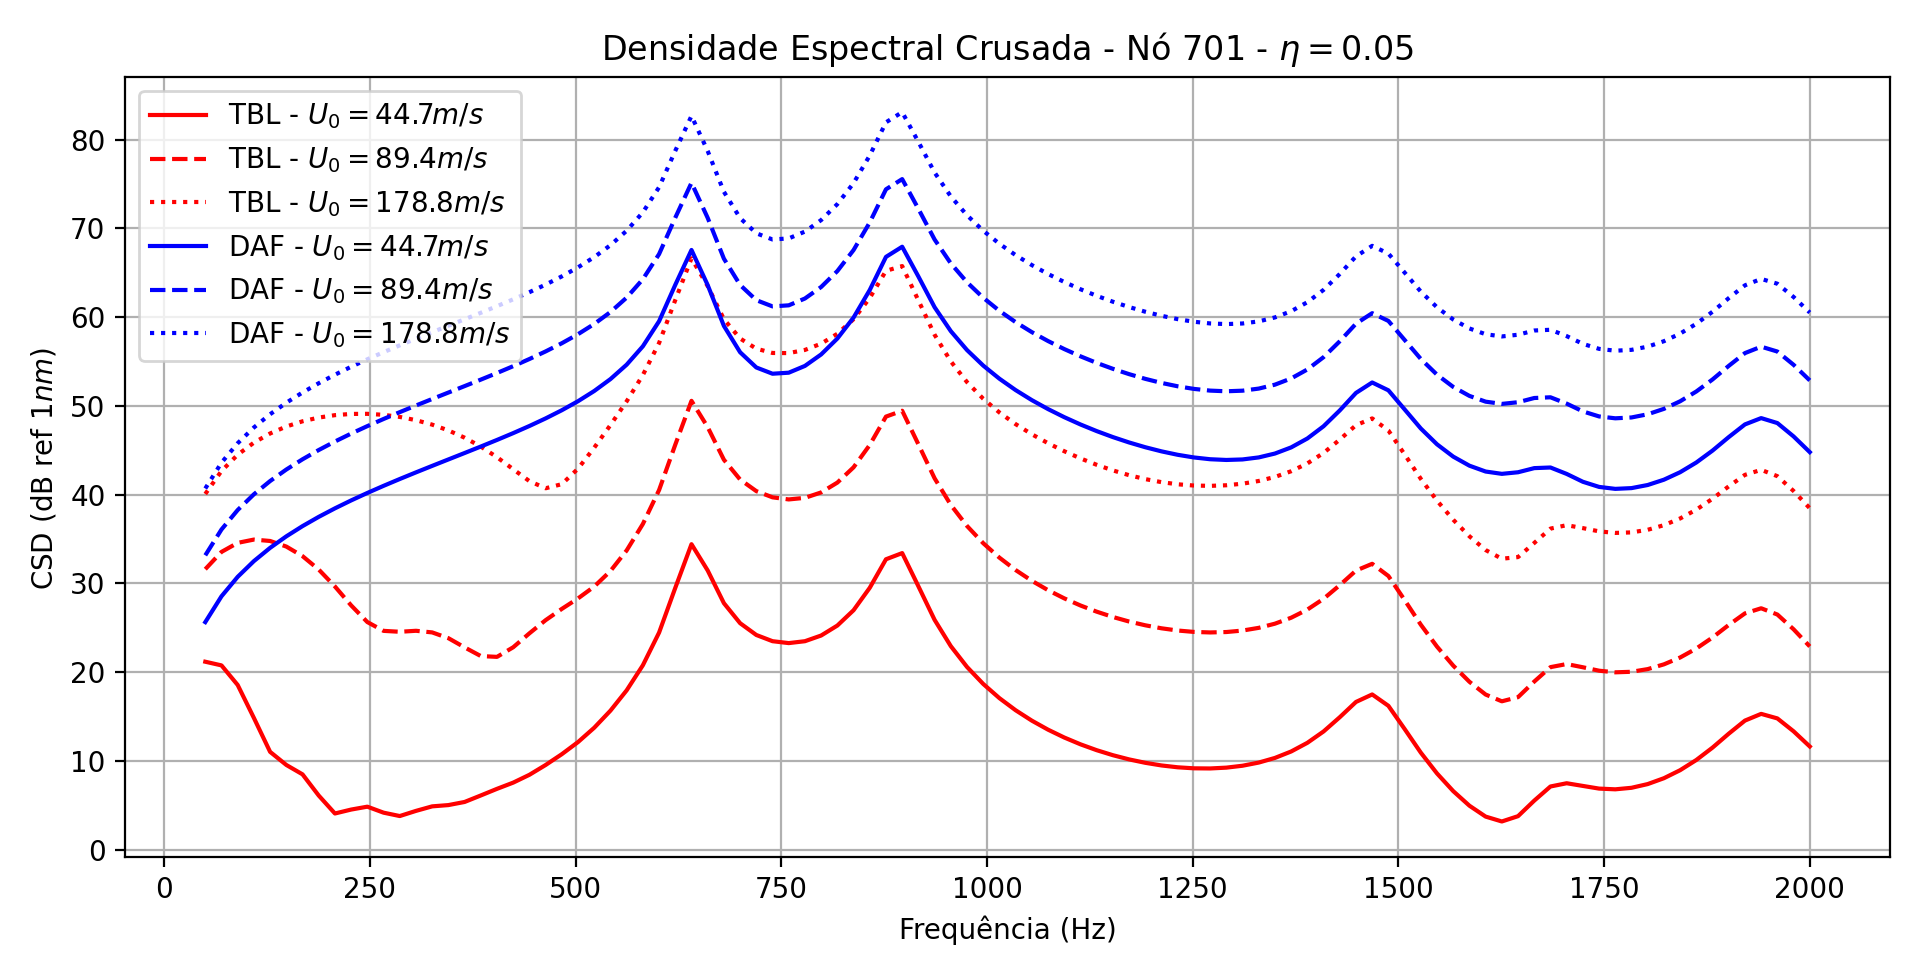 Densidade Espectral Crusada - Nó 701 - η = 0.05
TBL - U₀ = 44.7m/s
TBL - U₀ = 89.4m/s
TBL - U₀ = 178.8m/s
DAF - U₀ = 44.7m/s
DAF - U₀ = 89.4m/s
DAF - U₀ = 178.8m/s
CSD (dB ref 1nm)
80
70
60
50
40
30
20
10
0
0 250 500 750 1000 1250 1500 1750 2000
Frequência (Hz)